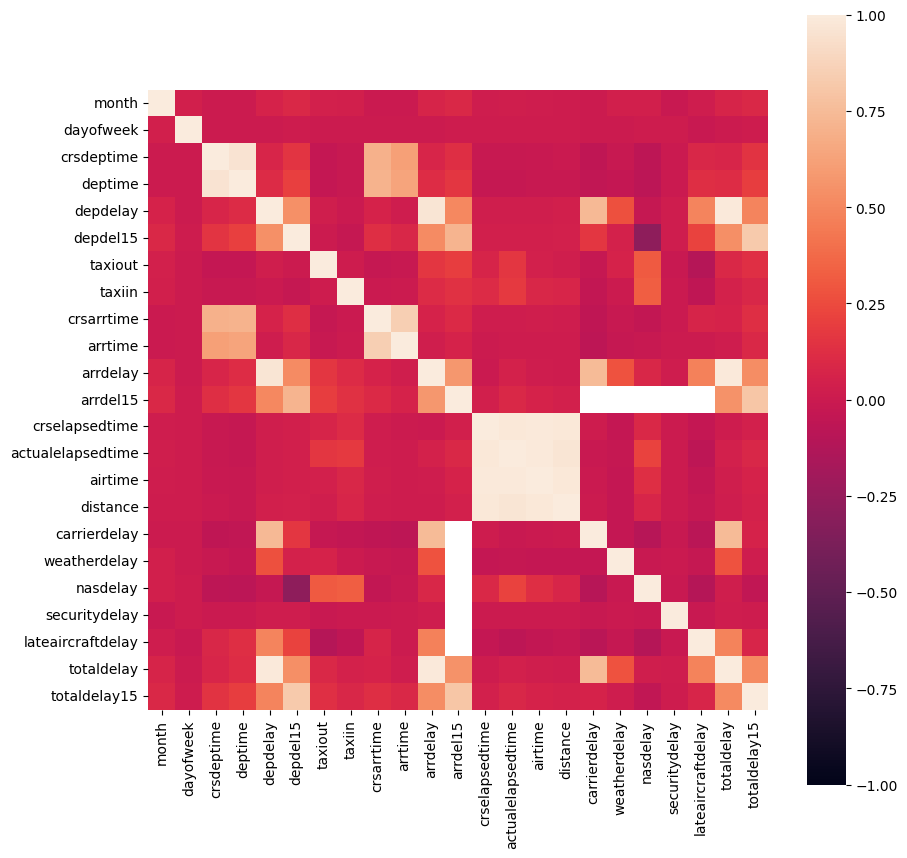 month
dayofweek
crsdeptime
deptime
depdelay
depdel15
taxiout
taxiin
crsarrtime
arrtime
arrdelay
arrdel15
crselapsedtime
actualelapsedtime
airtime
distance
carrierdelay
weatherdelay
nasdelay
securitydelay
lateaircraftdelay
totaldelay
totaldelay15
month
dayofweek
crsdeptime
deptime
depdelay
depdel15
taxiout
taxiin
crsarrtime
arrtime
arrdelay
arrdel15
crselapsedtime
actualelapsedtime
airtime
distance
carrierdelay
weatherdelay
nasdelay
securitydelay
lateaircraftdelay
totaldelay
totaldelay15
1.00
0.75
0.50
0.25
0.00
−0.25
−0.50
−0.75
−1.00